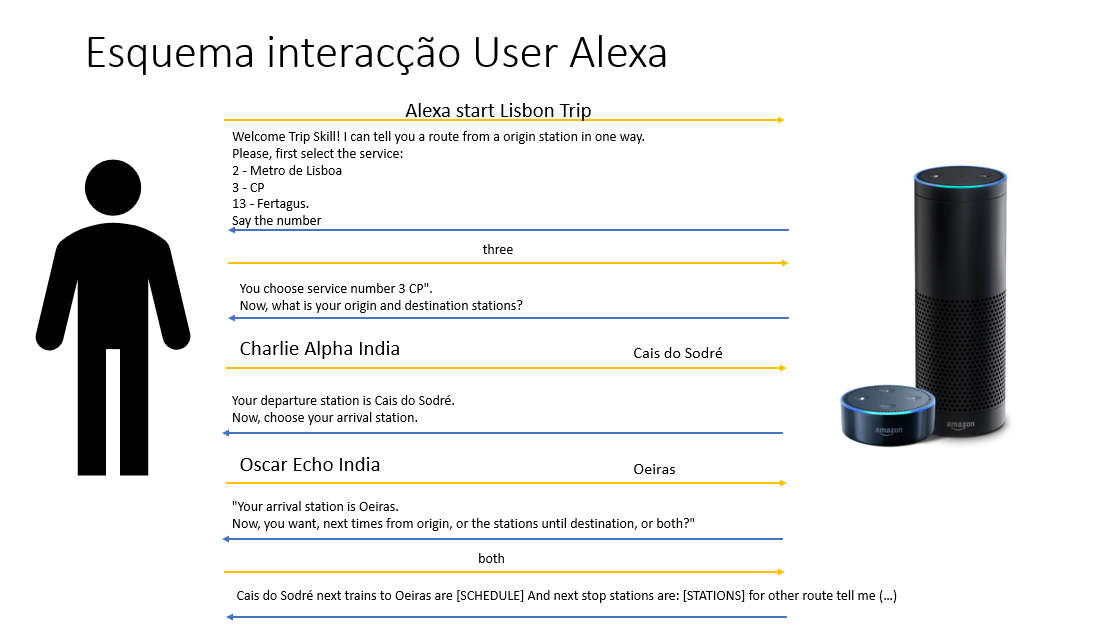 Esquema interacção User Alexa
Alexa start Lisbon Trip
Welcome Trip Skill! I can tell you a route from a origin station in one way.
Please, first select the service:
2 - Metro de Lisboa
3 - CP
13 - Fertagus.
Say the number
three
You choose service number 3 CP".
Now, what is your origin and destination stations?
Charlie Alpha India
Cais do Sodré
Your departure station is Cais do Sodré.
Now, choose your arrival station.
Oscar Echo India
Oeiras
"Your arrival station is Oeiras.
Now, you want, next times from origin, or the stations until destination, or both?"
both
Cais do Sodré next trains to Oeiras are [SCHEDULE] And next stop stations are: [STATIONS] for other route tell me (...)
amazon
amazon